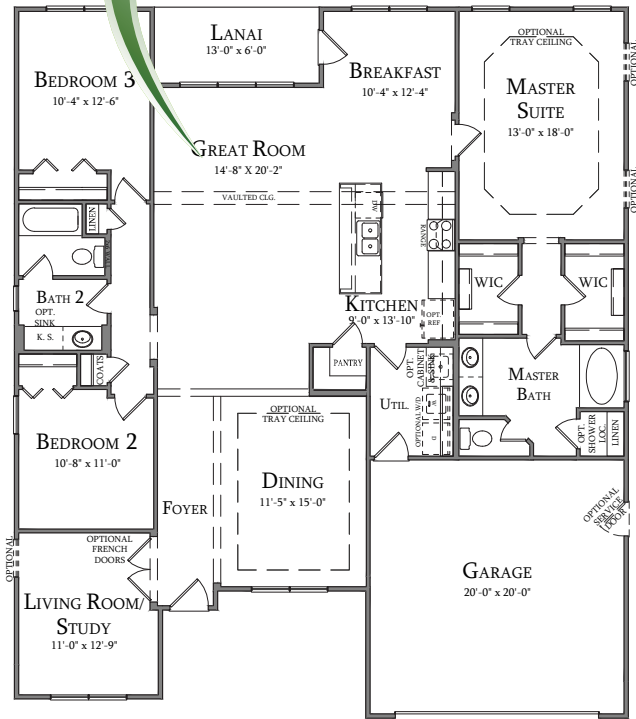 LANAI
13'-0" x 6'-0"
BEDROOM 3
10'-4" x 12'-6"
BREAKFAST
10'-4" x 12'-4"
OPTIONAL
TRAY CEILING
MASTER
SUITE
13'-0" x 18'-0"
OPTIONAL
OPTIONAL
GREAT ROOM
14'-8" X 20'-2"
VAULTED CLG.
LINEN
DW
RANGE
BATH 2
OPT.
SINK
K. S.
WIC
WIC
KITCHEN
9'-0" x 13'-10"
OPT.
REF
PANTRY
COATS
UTIL.
OPT.
CABINET
& SINK
OPTIONAL W/D
W
D
MASTER
BATH
OPT.
SHOWER
LOC.
LINEN
BEDROOM 2
10'-8" x 11'-0"
OPTIONAL
TRAY CEILING
DINING
11'-5" x 15'-0"
FOYER
OPTIONAL
OPTIONAL
FRENCH
DOORS
OPTIONAL
SERVICE
DOOR
GARAGE
20'-0" x 20'-0"
LIVING ROOM/
STUDY
11'-0" x 12'-9"